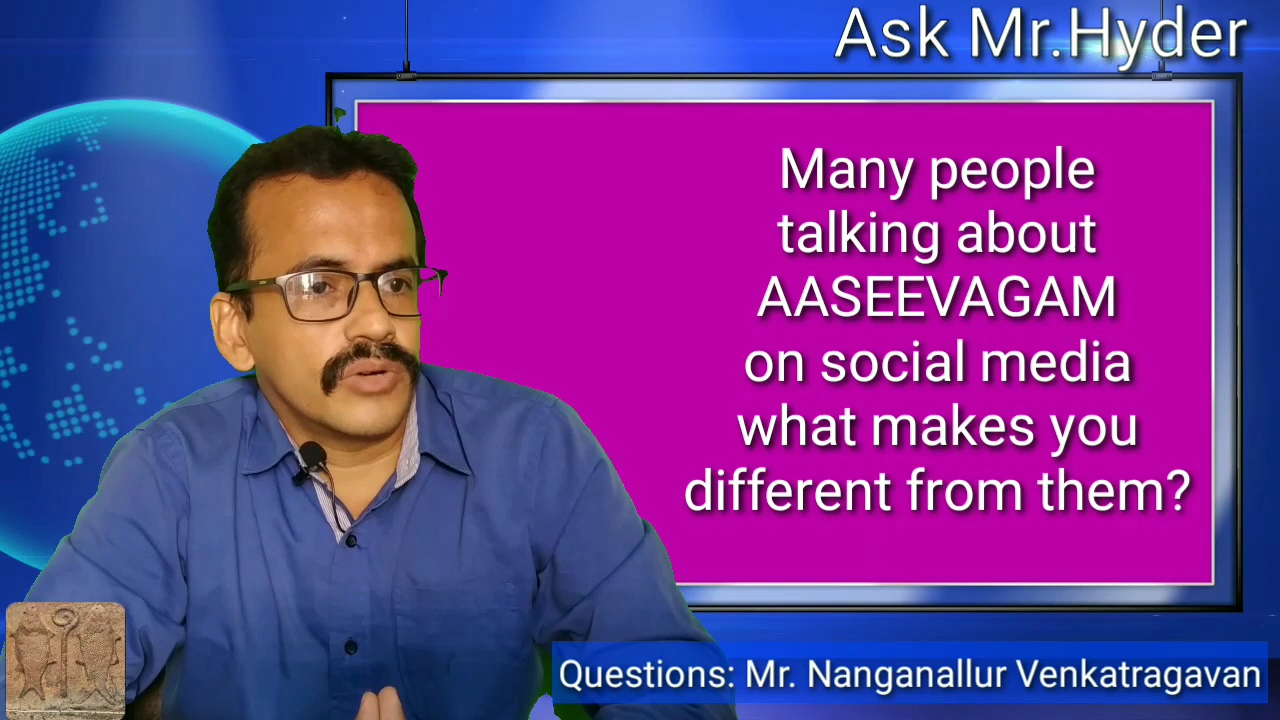 Ask Mr.Hyder
Many people
talking about
AASEEVAGAM
on social media
what makes you
different from them?
Questions: Mr. Nanganallur Venkatragavan